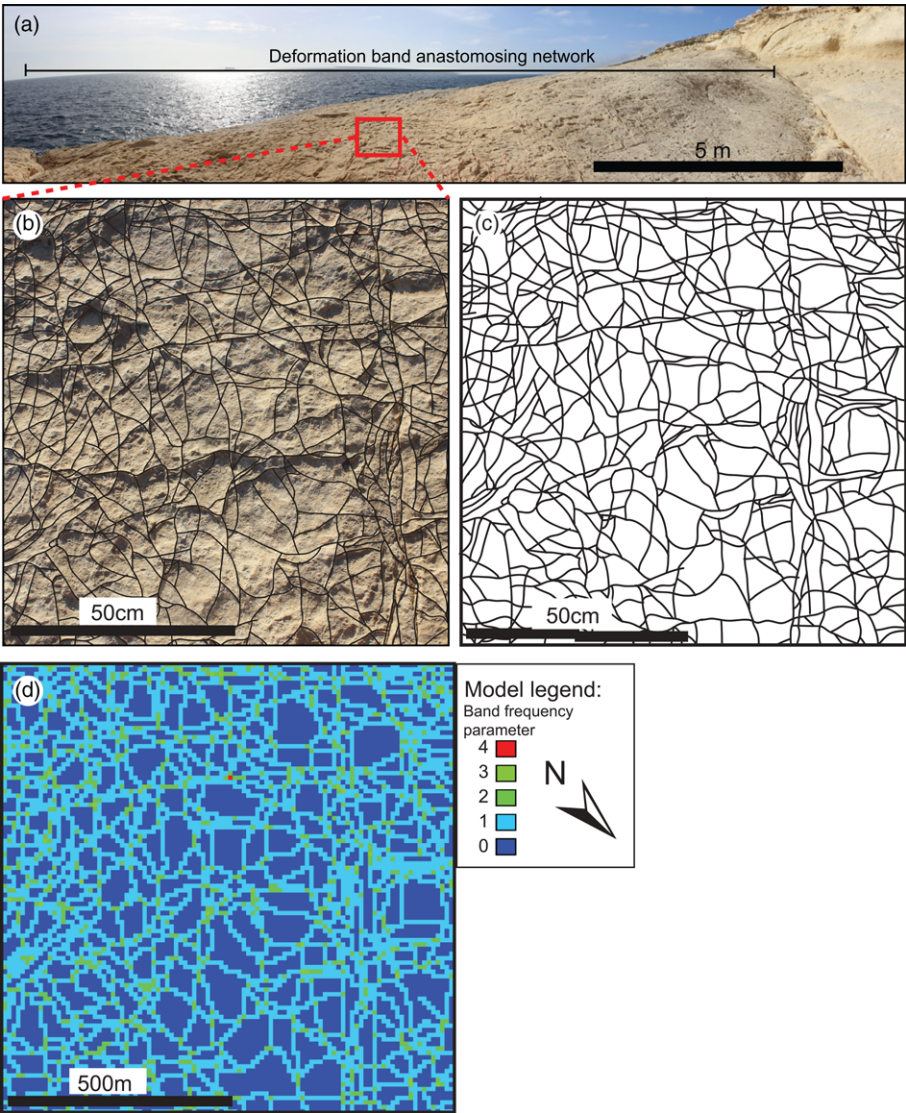 (a)
Deformation band anastomosing network
5 m
(b)
50cm
(c)
50cm
(d)
500m
Model legend:
Band frequency
parameter
4
3
2
1
0
N